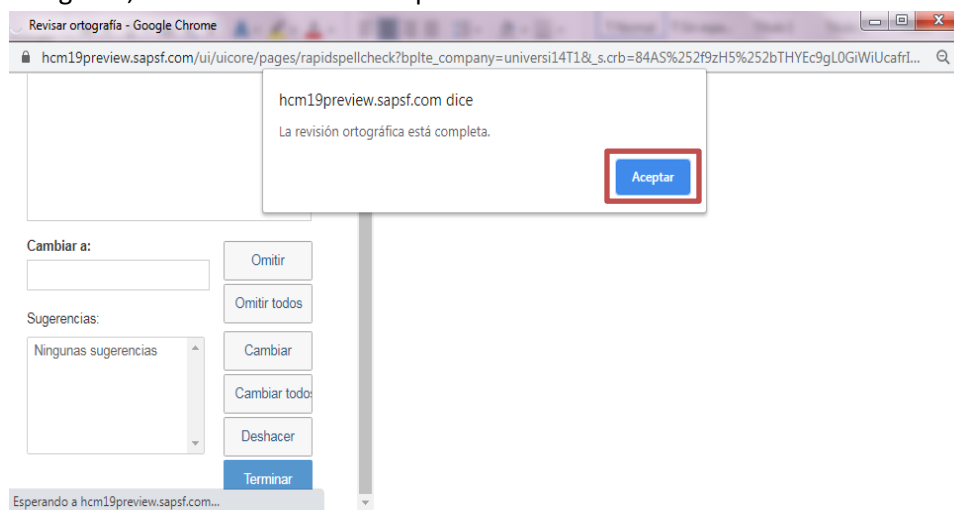 Revisar ortografía - Google Chrome
hcm19preview.sapsf.com/ui/uicore/pages/rapidspellcheck?bplte_company=universi14T1&_s.crb=84AS%252f9zH5%252bTHYEc9gL0GiWiUcafrI...
hcm19preview.sapsf.com dice
La revisión ortográfica está completa.
Aceptar
Cambiar a:
Omitir
Omitir todos
Sugerencias:
Ningunas sugerencias
Cambiar
Cambiar todos
Deshacer
Terminar
Esperando a hcm19preview.sapsf.com...